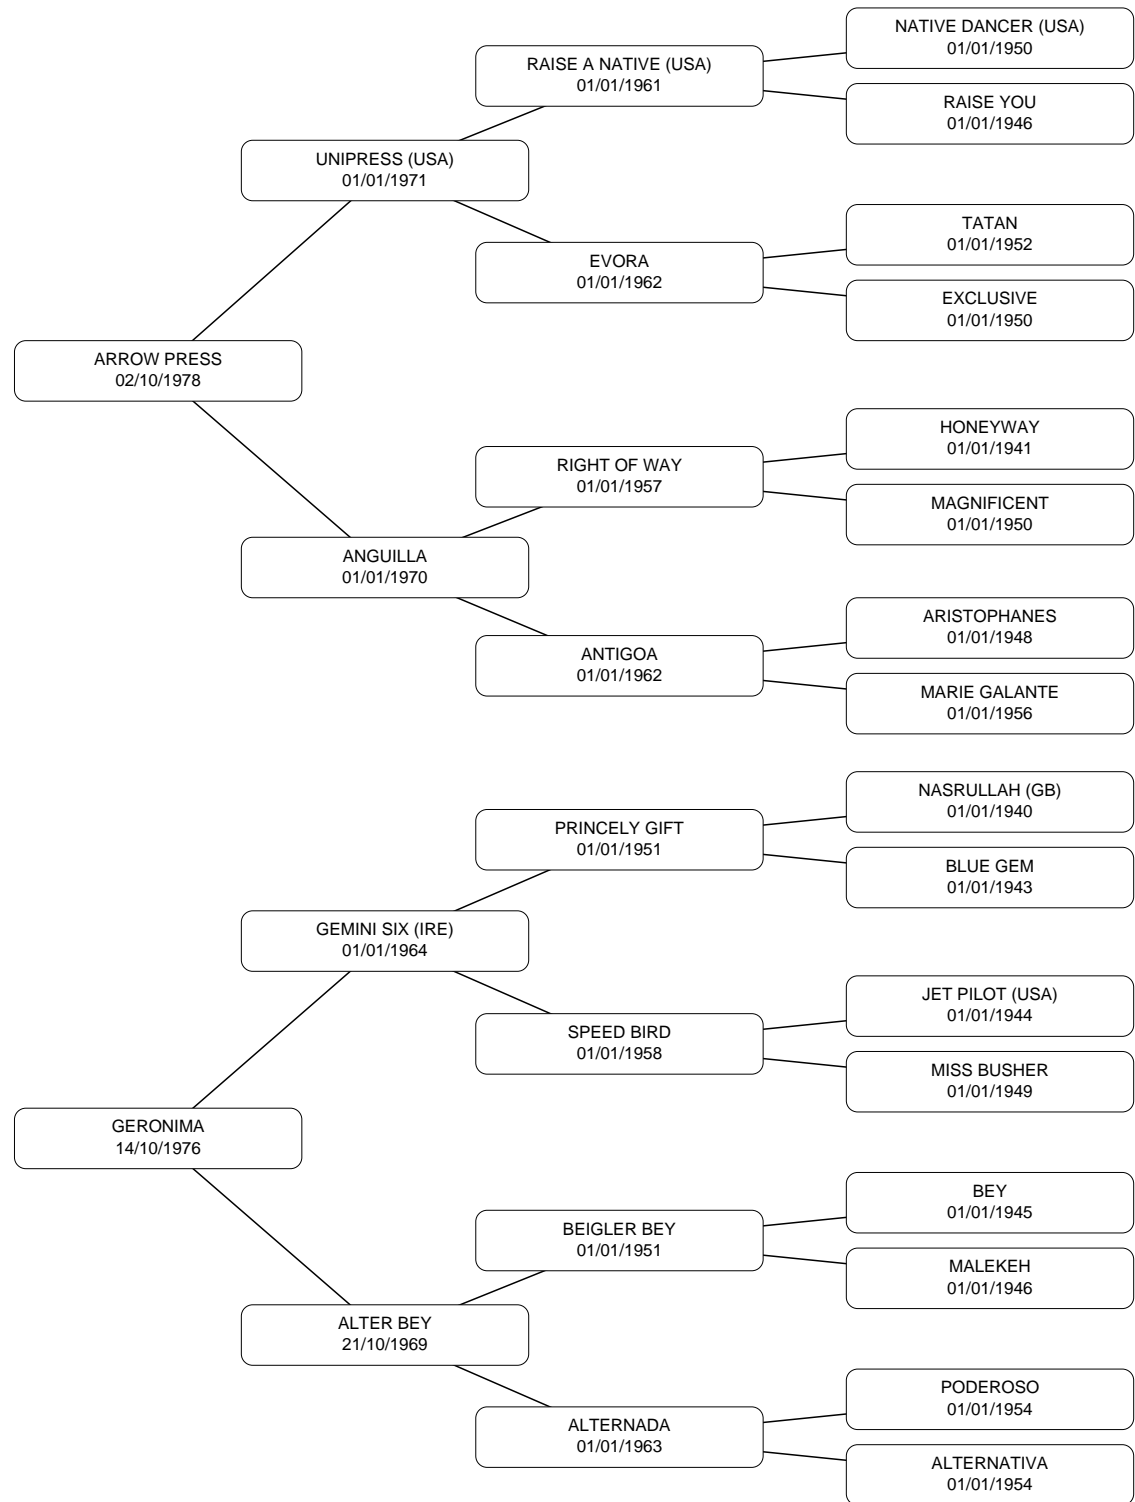 NATIVE DANCER (USA)
01/01/1950
RAISE A NATIVE (USA)
01/01/1961
RAISE YOU
01/01/1946
UNIPRESS (USA)
01/01/1971
TATAN
01/01/1952
EVORA
01/01/1962
EXCLUSIVE
01/01/1950
ARROW PRESS
02/10/1978
HONEYWAY
01/01/1941
RIGHT OF WAY
01/01/1957
MAGNIFICENT
01/01/1950
ANGUILLA
01/01/1970
ARISTOPHANES
01/01/1948
ANTIGOA
01/01/1962
MARIE GALANTE
01/01/1956
NASRULLAH (GB)
01/01/1940
PRINCELY GIFT
01/01/1951
BLUE GEM
01/01/1943
GEMINI SIX (IRE)
01/01/1964
JET PILOT (USA)
01/01/1944
SPEED BIRD
01/01/1958
MISS BUSHER
01/01/1949
GERONIMA
14/10/1976
BEY
01/01/1945
BEIGLER BEY
01/01/1951
MALEKEH
01/01/1946
ALTER BEY
21/10/1969
PODEROSO
01/01/1954
ALTERNADA
01/01/1963
ALTERNATIVA
01/01/1954